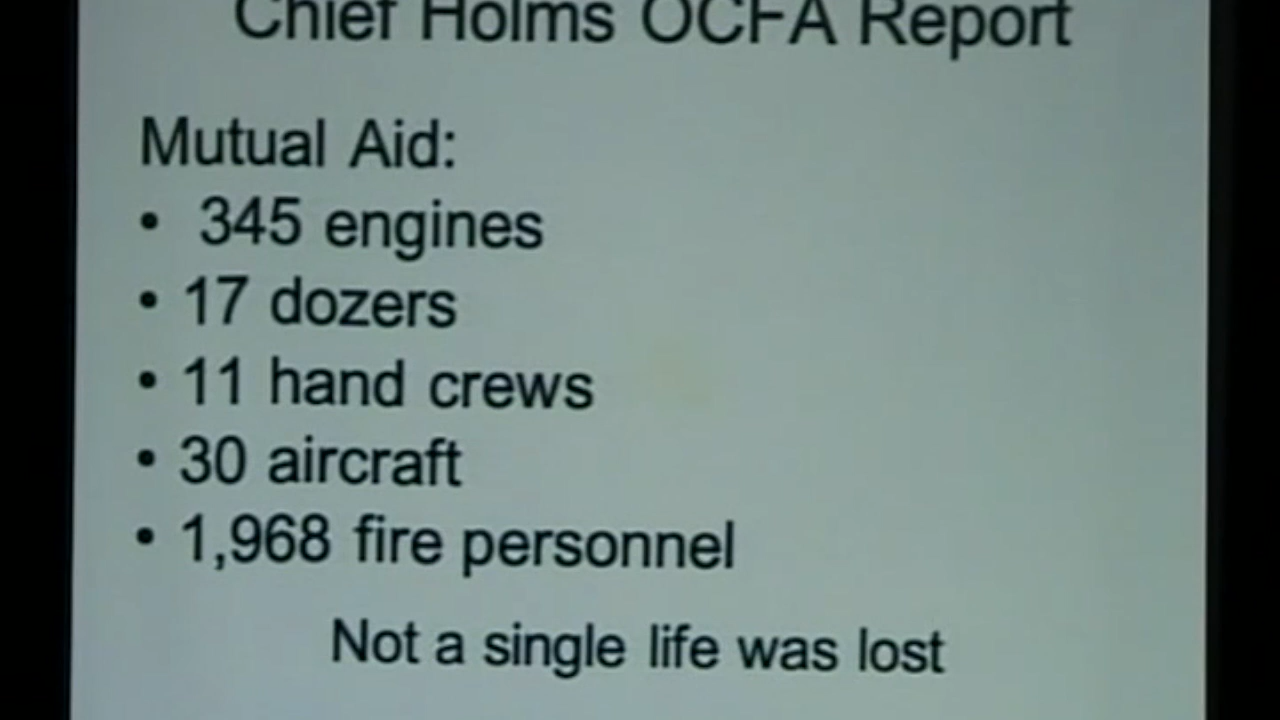 Chief Holms OCFA Report
Mutual Aid:
• 345 engines
• 17 dozers
• 11 hand crews
• 30 aircraft
• 1,968 fire personnel
Not a single life was lost